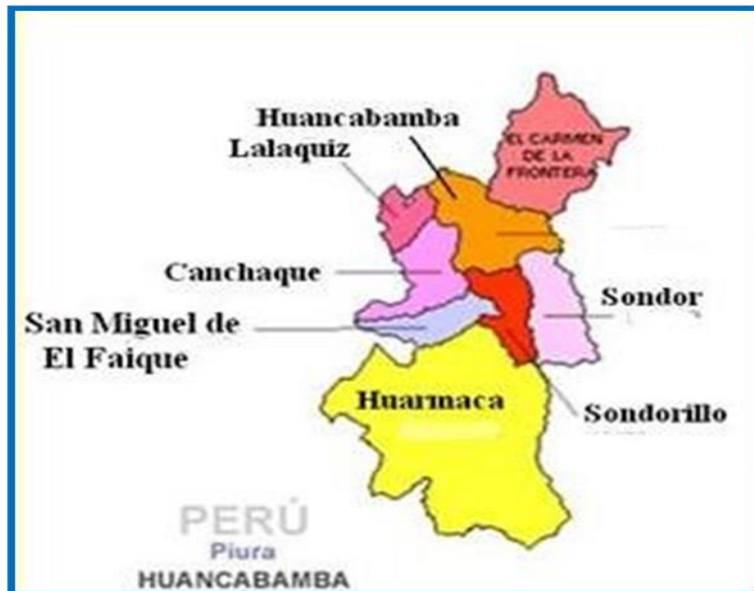 Huancabamba
Lalaquiz
EL CARMEN
DE LA
FRONTERA
Canchaque
San Miguel de
El Faique
Sondor
Huarmaca
Sondorillo
PERÚ
Piura
HUANCABAMBA